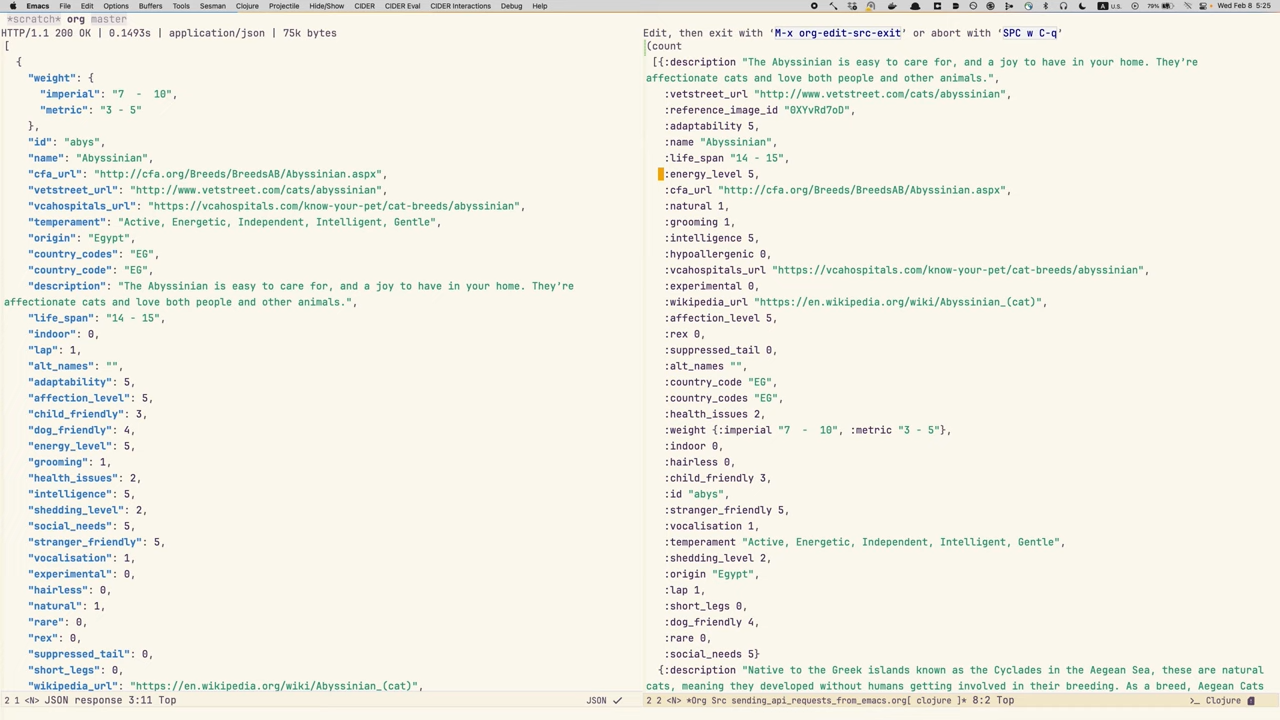 Emacs File Edit Options Buffers Tools Sesman Clojure Projectile Hide/Show CIDER CIDER Eval CIDER Interactions Debug Help A U.S. 79% Wed Feb 8 5:25
*scratch* org master
HTTP/1.1 200 OK | 0.1493s | application/json | 75k bytes
[
{
"weight": {
"imperial": "7  -  10",
"metric": "3 - 5"
},
"id": "abys",
"name": "Abyssinian",
"cfa_url": "http://cfa.org/Breeds/BreedsAB/Abyssinian.aspx",
"vetstreet_url": "http://www.vetstreet.com/cats/abyssinian",
"vcahospitals_url": "https://vcahospitals.com/know-your-pet/cat-breeds/abyssinian",
"temperament": "Active, Energetic, Independent, Intelligent, Gentle",
"origin": "Egypt",
"country_codes": "EG",
"country_code": "EG",
"description": "The Abyssinian is easy to care for, and a joy to have in your home. They're
affectionate cats and love both people and other animals.",
"life_span": "14 - 15",
"indoor": 0,
"lap": 1,
"alt_names": "",
"adaptability": 5,
"affection_level": 5,
"child_friendly": 3,
"dog_friendly": 4,
"energy_level": 5,
"grooming": 1,
"health_issues": 2,
"intelligence": 5,
"shedding_level": 2,
"social_needs": 5,
"stranger_friendly": 5,
"vocalisation": 1,
"experimental": 0,
"hairless": 0,
"natural": 1,
"rare": 0,
"rex": 0,
"suppressed_tail": 0,
"short_legs": 0,
"wikipedia_url": "https://en.wikipedia.org/wiki/Abyssinian_(cat)",
2 1 <N> JSON response 3:11 Top JSON ✓
Edit, then exit with 'M-x org-edit-src-exit' or abort with 'SPC w C-q'
(count
[{:description "The Abyssinian is easy to care for, and a joy to have in your home. They're
affectionate cats and love both people and other animals.",
:vetstreet_url "http://www.vetstreet.com/cats/abyssinian",
:reference_image_id "0XYvRd7oD",
:adaptability 5,
:name "Abyssinian",
:life_span "14 - 15",
:energy_level 5,
:cfa_url "http://cfa.org/Breeds/BreedsAB/Abyssinian.aspx",
:natural 1,
:grooming 1,
:intelligence 5,
:hypoallergenic 0,
:vcahospitals_url "https://vcahospitals.com/know-your-pet/cat-breeds/abyssinian",
:experimental 0,
:wikipedia_url "https://en.wikipedia.org/wiki/Abyssinian_(cat)",
:affection_level 5,
:rex 0,
:suppressed_tail 0,
:alt_names "",
:country_code "EG",
:country_codes "EG",
:health_issues 2,
:weight {:imperial "7  -  10", :metric "3 - 5"},
:indoor 0,
:hairless 0,
:child_friendly 3,
:id "abys",
:stranger_friendly 5,
:vocalisation 1,
:temperament "Active, Energetic, Independent, Intelligent, Gentle",
:shedding_level 2,
:origin "Egypt",
:lap 1,
:short_legs 0,
:dog_friendly 4,
:rare 0,
:social_needs 5}
{:description "Native to the Greek islands known as the Cyclades in the Aegean Sea, these are natural
cats, meaning they developed without humans getting involved in their breeding. As a breed, Aegean Cats
2 2 <N> *Org Src sending_api_requests_from_emacs.org[ clojure ]* 8:2 Top >_ Clojure